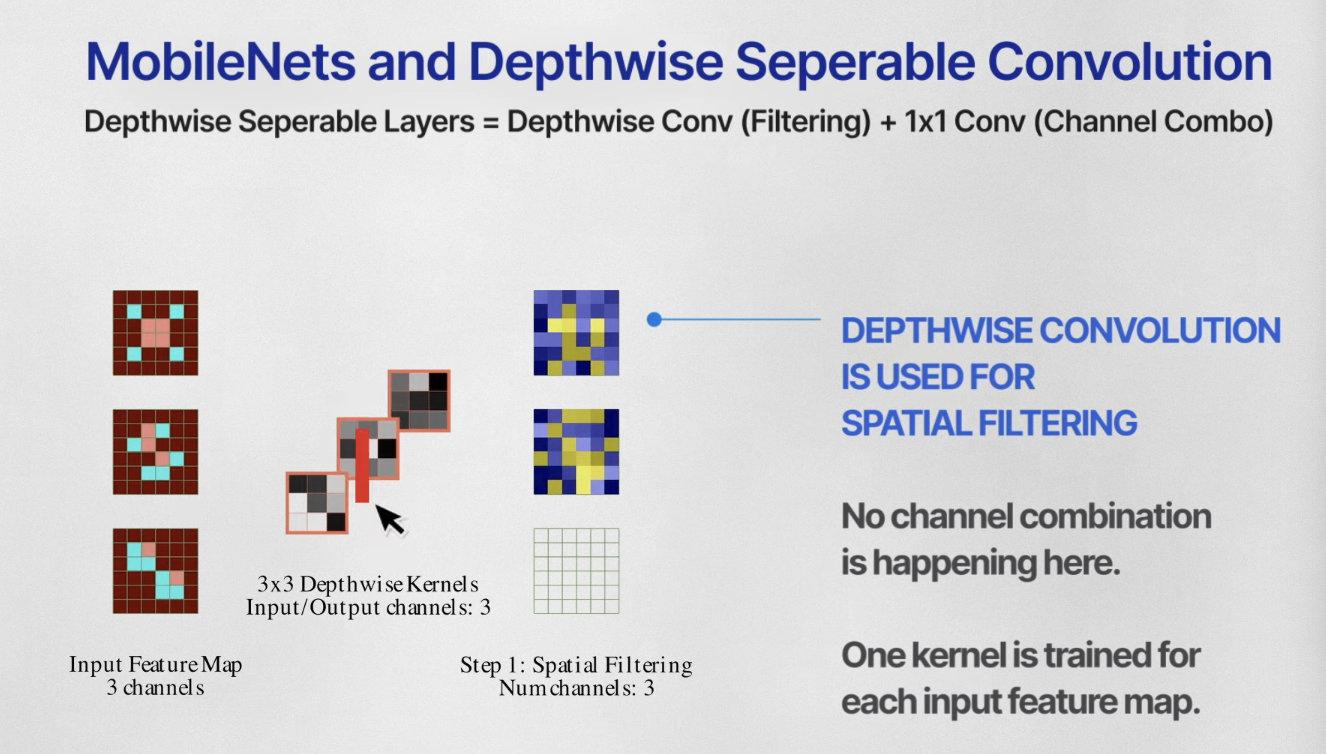 MobileNets and Depthwise Seperable Convolution
Depthwise Seperable Layers = Depthwise Conv (Filtering) + 1x1 Conv (Channel Combo)
DEPTHWISE CONVOLUTION
IS USED FOR
SPATIAL FILTERING
No channel combination
is happening here.
One kernel is trained for
each input feature map.
3x3 Depthwise Kernels
Input/Output channels: 3
Input Feature Map
3 channels
Step 1: Spatial Filtering
Num channels: 3